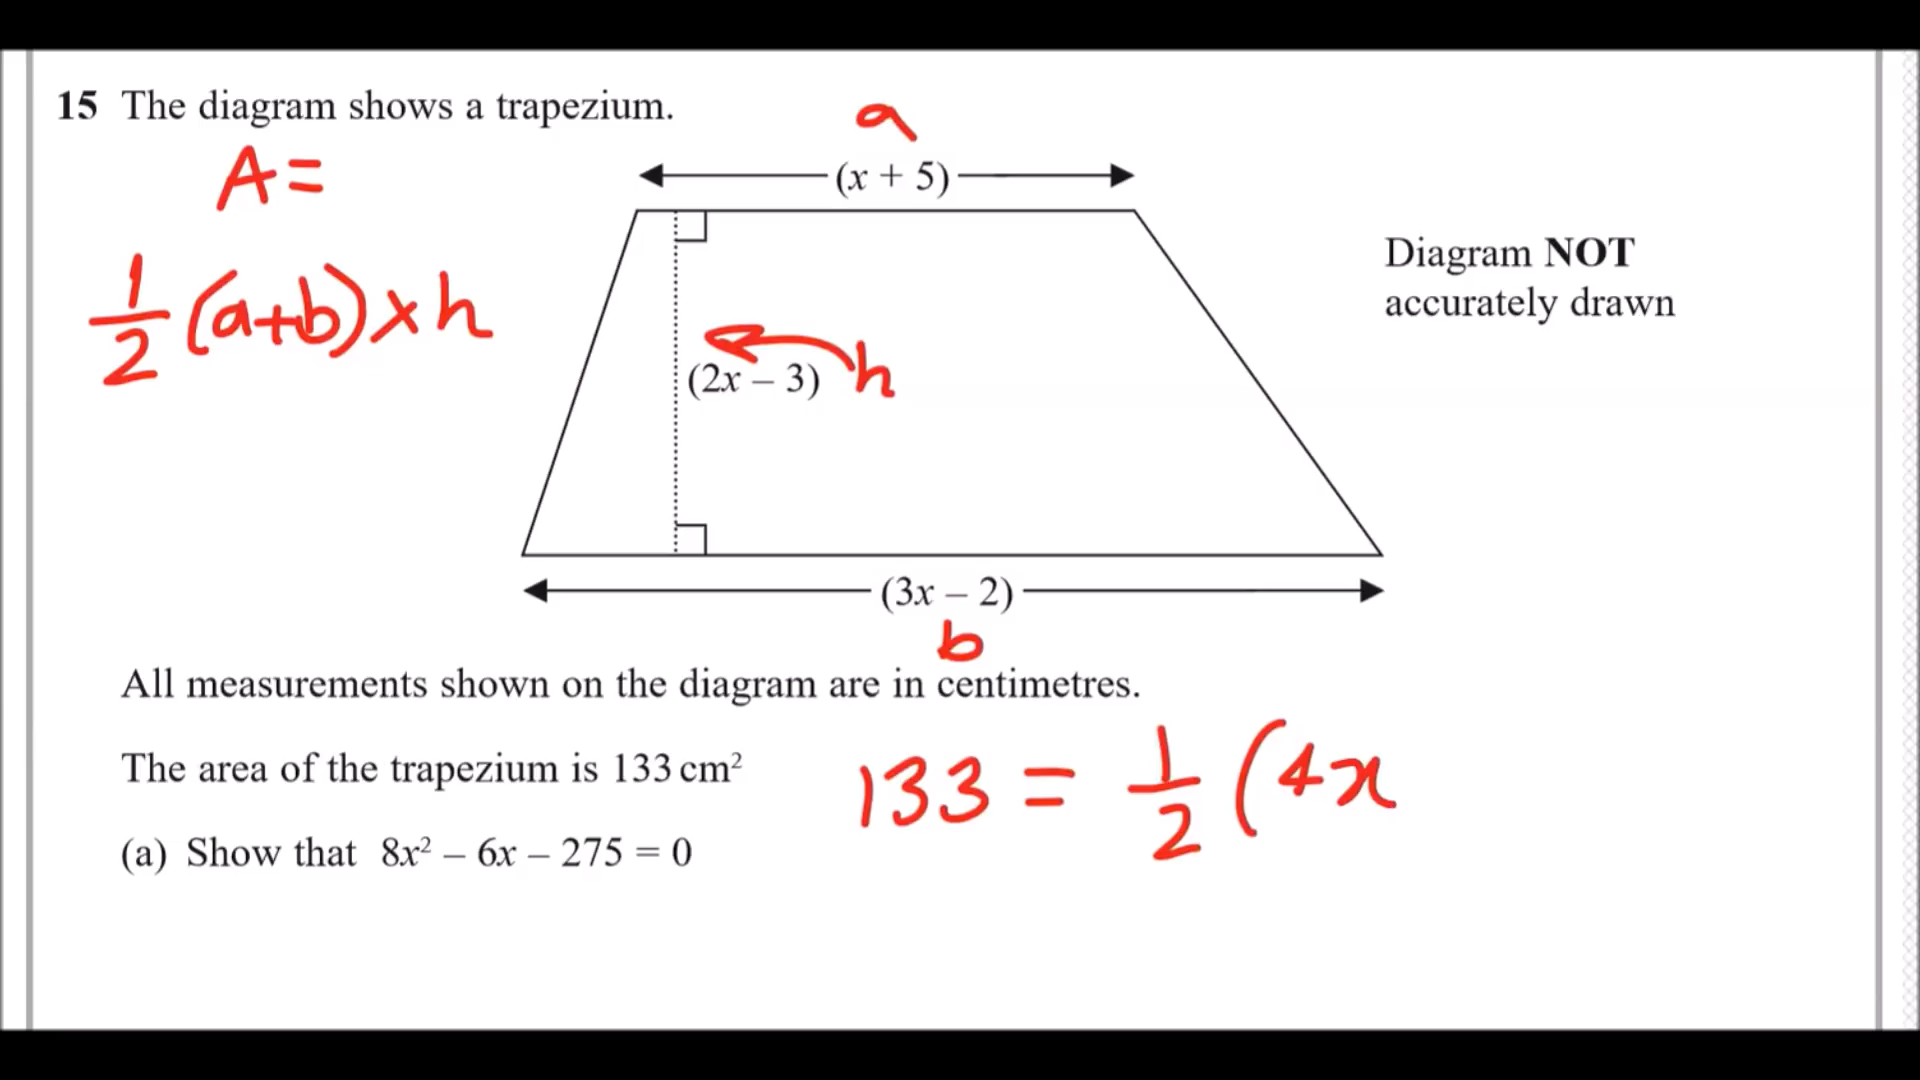 15 The diagram shows a trapezium.
a
A =
(x + 5)
Diagram NOT
accurately drawn
1/2 (a+b) × h
(2x – 3) h
(3x – 2)
b
All measurements shown on the diagram are in centimetres.
The area of the trapezium is 133 cm²
133 = 1/2 (4x
(a) Show that 8x² – 6x – 275 = 0